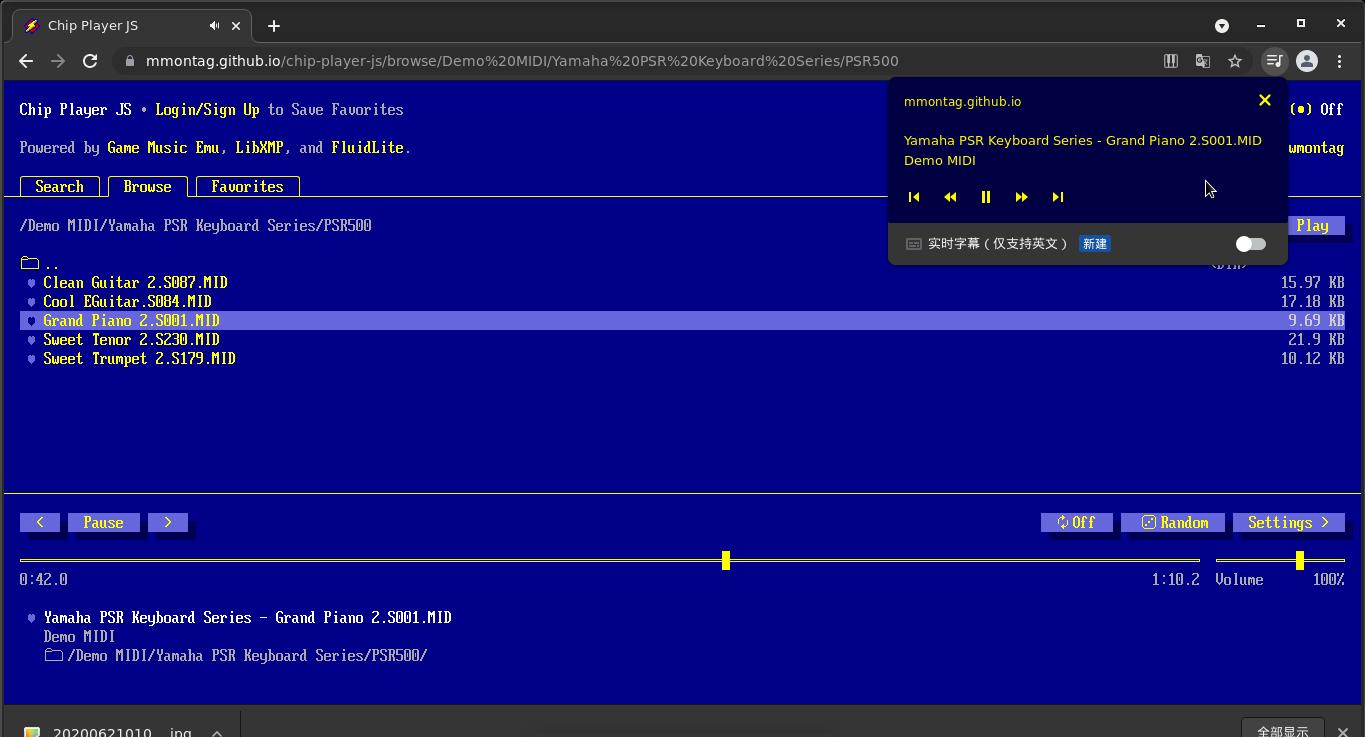 Chip Player JS
mmontag.github.io/chip-player-js/browse/Demo%20MIDI/Yamaha%20PSR%20Keyboard%20Series/PSR500
Chip Player JS • Login/Sign Up to Save Favorites
(•) Off
Powered by Game Music Emu, LibXMP, and FluidLite.
wmontag
mmontag.github.io
Yamaha PSR Keyboard Series - Grand Piano 2.S001.MID
Demo MIDI
实时字幕（仅支持英文） 新建
Search Browse Favorites
/Demo MIDI/Yamaha PSR Keyboard Series/PSR500
Play
..
Clean Guitar 2.S087.MID 15.97 KB
Cool EGuitar.S084.MID 17.18 KB
Grand Piano 2.S001.MID 9.69 KB
Sweet Tenor 2.S230.MID 21.9 KB
Sweet Trumpet 2.S179.MID 10.12 KB
< Pause > Off Random Settings >
0:42.0 1:10.2 Volume 100%
Yamaha PSR Keyboard Series - Grand Piano 2.S001.MID
Demo MIDI
/Demo MIDI/Yamaha PSR Keyboard Series/PSR500/
20200621010....jpg 全部显示